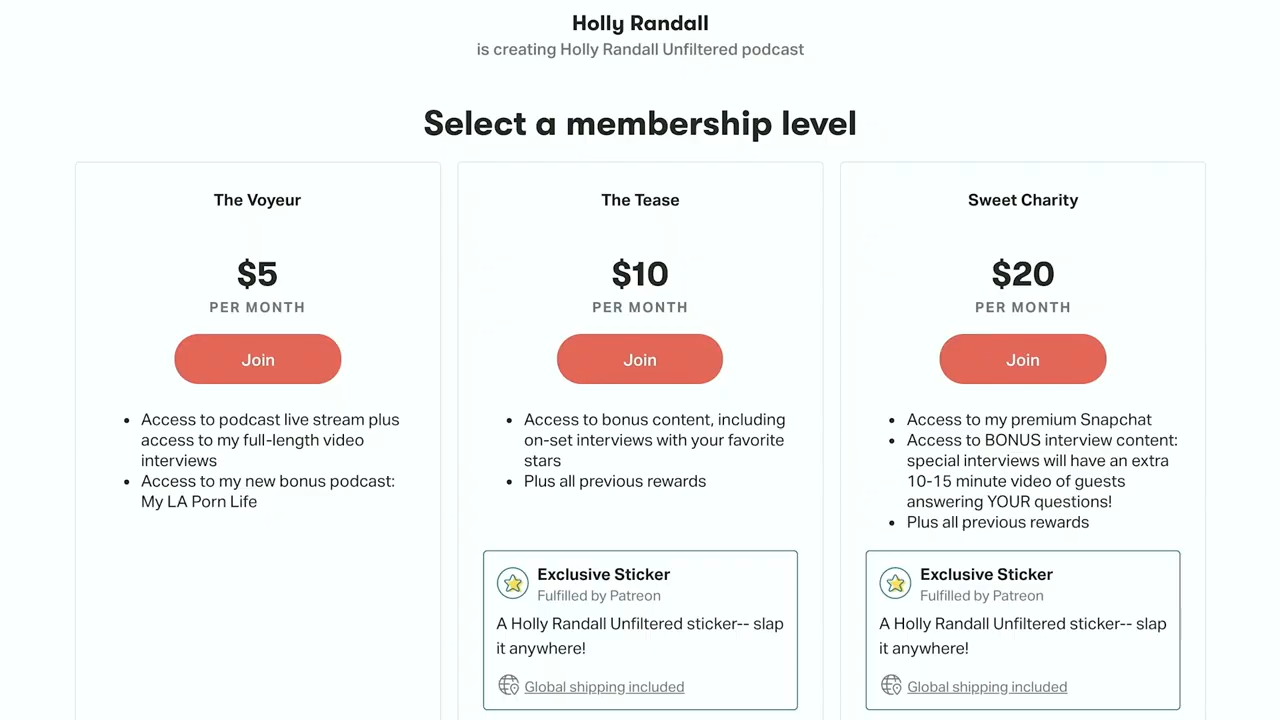 Holly Randall
is creating Holly Randall Unfiltered podcast
Select a membership level
The Voyeur
$5
PER MONTH
Join
Access to podcast live stream plus
access to my full-length video
interviews
Access to my new bonus podcast:
My LA Porn Life
The Tease
$10
PER MONTH
Join
Access to bonus content, including
on-set interviews with your favorite
stars
Plus all previous rewards
Exclusive Sticker
Fulfilled by Patreon
A Holly Randall Unfiltered sticker-- slap
it anywhere!
Global shipping included
Sweet Charity
$20
PER MONTH
Join
Access to my premium Snapchat
Access to BONUS interview content:
special interviews will have an extra
10-15 minute video of guests
answering YOUR questions!
Plus all previous rewards
Exclusive Sticker
Fulfilled by Patreon
A Holly Randall Unfiltered sticker-- slap
it anywhere!
Global shipping included